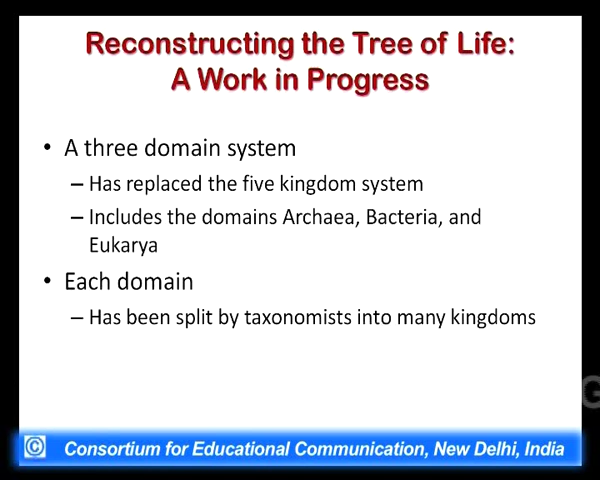 Reconstructing the Tree of Life:
A Work in Progress
• A three domain system
– Has replaced the five kingdom system
– Includes the domains Archaea, Bacteria, and
Eukarya
• Each domain
– Has been split by taxonomists into many kingdoms
G
© Consortium for Educational Communication, New Delhi, India